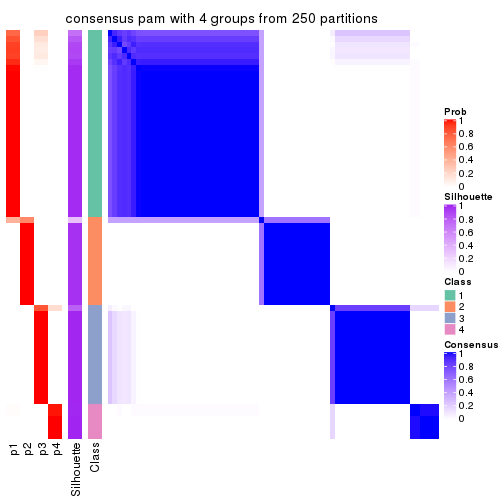 consensus pam with 4 groups from 250 partitions
Prob
1
0.8
0.6
0.4
0.2
0
Silhouette
1
0.8
0.6
0.4
0.2
0
Class
1
2
3
4
Consensus
1
0.8
0.6
0.4
0.2
0
p1
p2
p3
p4
Silhouette
Class